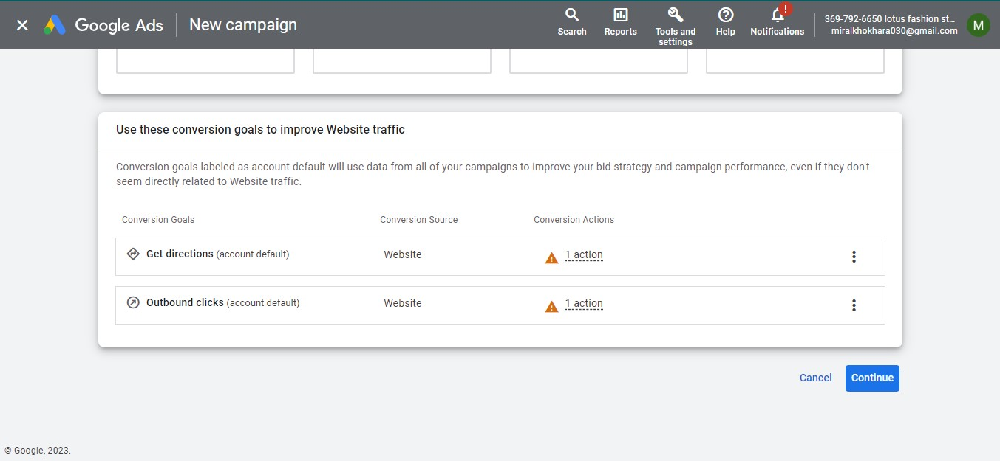 Google Ads
New campaign
Search
Reports
Tools and
settings
Help
Notifications
!
369-792-6650 lotus fashion st...
miralkhokhara030@gmail.com
M
Use these conversion goals to improve Website traffic
Conversion goals labeled as account default will use data from all of your campaigns to improve your bid strategy and campaign performance, even if they don't
seem directly related to Website traffic.
Conversion Goals Conversion Source Conversion Actions
Get directions (account default) Website 1 action
Outbound clicks (account default) Website 1 action
Cancel Continue
© Google, 2023.